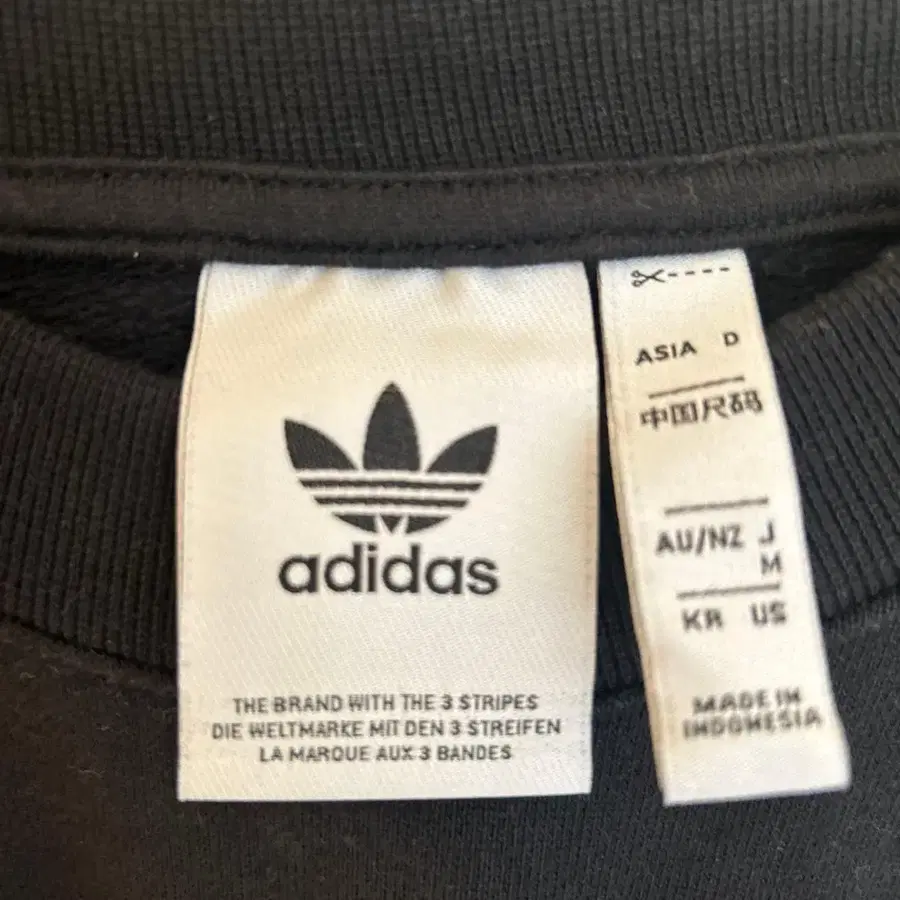 adidas
THE BRAND WITH THE 3 STRIPES
DIE WELTMARKE MIT DEN 3 STREIFEN
LA MARQUE AUX 3 BANDES
ASIA D
中国尺码
AU/NZ J
M
KR US
MADE IN
INDONESIA